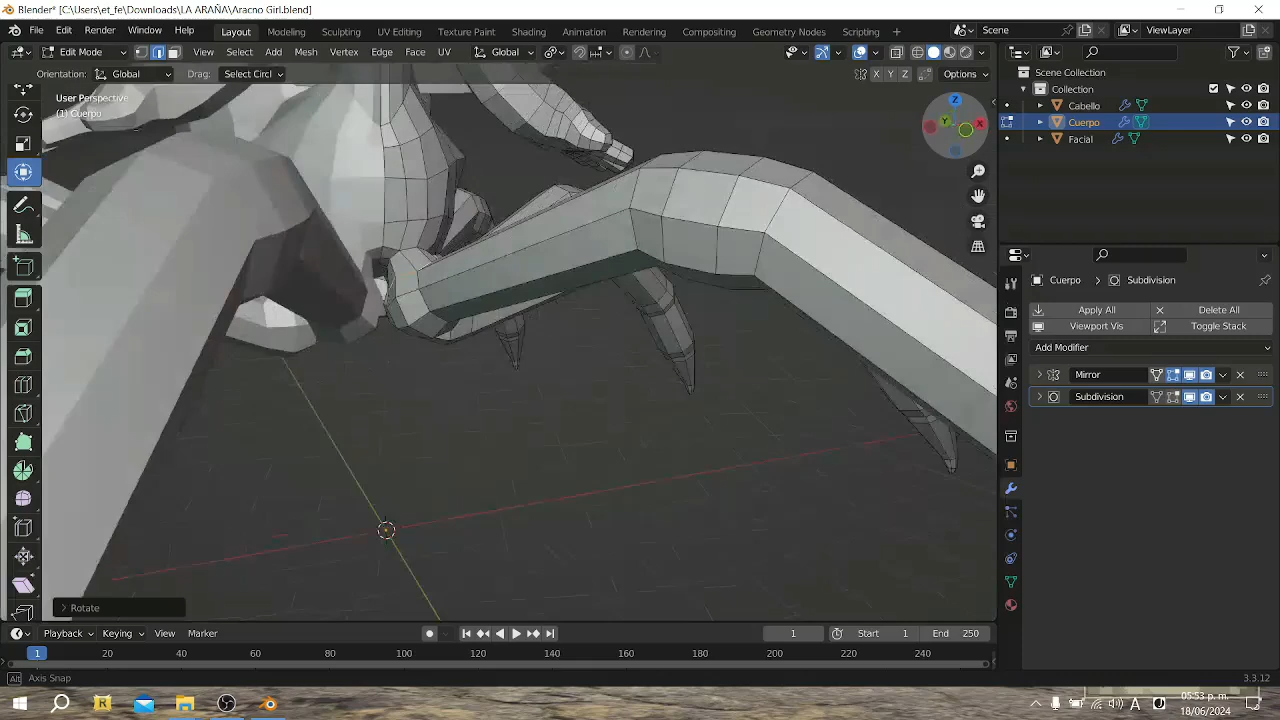 Blender* [C:\Users\et_fe\Downloads\LA ARAÑA\Aracno Girl.blend]
File Edit Render Window Help Layout Modeling Sculpting UV Editing Texture Paint Shading Animation Rendering Compositing Geometry Nodes Scripting + Scene ViewLayer
Edit Mode View Select Add Mesh Vertex Edge Face UV Global
Orientation: Global Drag: Select Circl X Y Z Options
User Perspective
(1) Cuerpo
Z
Y
X
Scene Collection
Collection
Cabello
Cuerpo
Facial
Cuerpo > Subdivision
Apply All Delete All
Viewport Vis Toggle Stack
Add Modifier
Mirror
Subdivision
Rotate
Playback Keying View Marker 1 Start 1 End 250
1 20 40 60 80 100 120 140 160 180 200 220 240
Alt Axis Snap 3.3.12
05:53 p. m.
18/06/2024